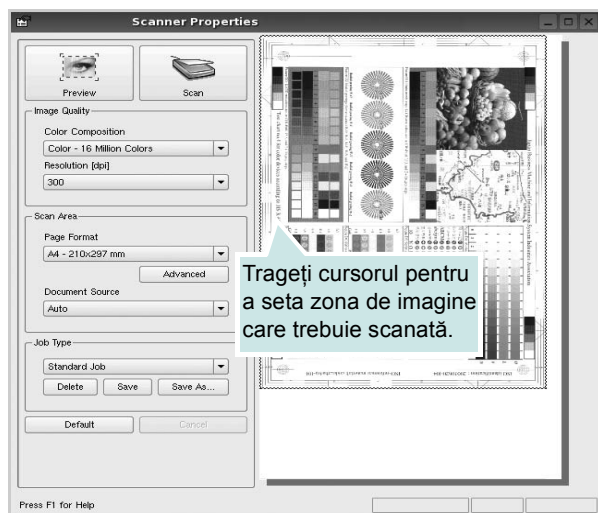 Scanner Properties
Preview
Scan
Image Quality
Color Composition
Color - 16 Million Colors
Resolution [dpi]
300
Scan Area
Page Format
A4 - 210x297 mm
Advanced
Document Source
Auto
Job Type
Standard Job
Delete
Save
Save As...
Default
Cancel
Trageți cursorul pentru
a seta zona de imagine
care trebuie scanată.
Press F1 for Help